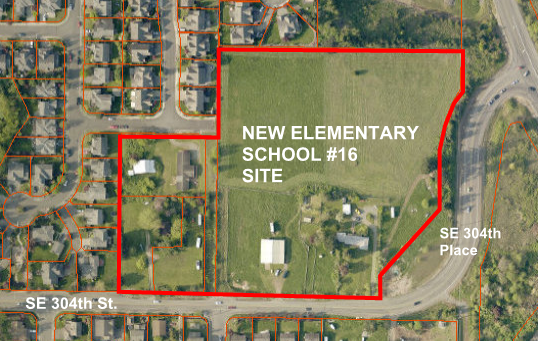 NEW ELEMENTARY
SCHOOL #16
SITE
SE 304th
Place
SE 304th St.